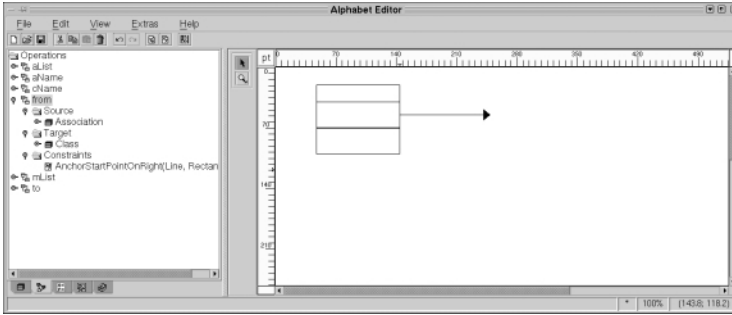 Alphabet Editor
File Edit View Extras Help
Operations
aList
aName
cName
from
Source
Association
Target
Class
Constraints
AnchorStartPointOnRight(Line, Rectan
mList
to
pt 0 70 140 210 280 350 420 490
0
70
140
210
* 100% (143.8; 118.2)